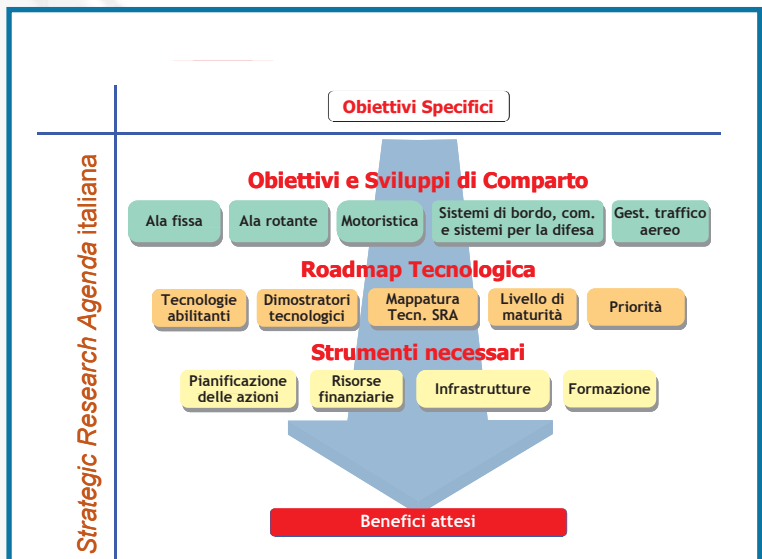 Obiettivi Specifici
Strategic Research Agenda italiana
Obiettivi e Sviluppi di Comparto
Ala fissa
Ala rotante
Motoristica
Sistemi di bordo, com.
e sistemi per la difesa
Gest. traffico
aereo
Roadmap Tecnologica
Tecnologie
abilitanti
Dimostratori
tecnologici
Mappatura
Tecn. SRA
Livello di
maturità
Priorità
Strumenti necessari
Pianificazione
delle azioni
Risorse
finanziarie
Infrastrutture
Formazione
Benefici attesi